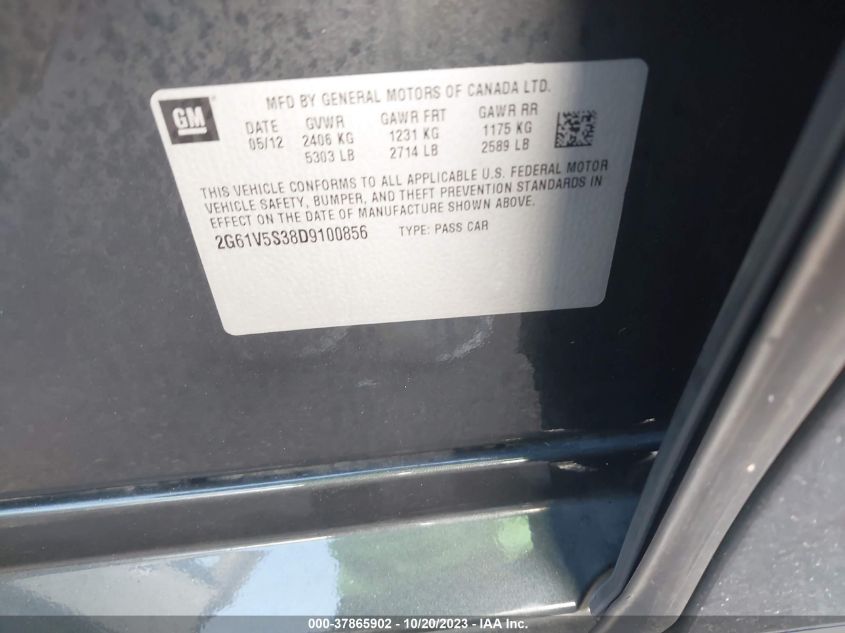 GM
MFD BY GENERAL MOTORS OF CANADA LTD.
DATE GVWR GAWR FRT GAWR RR
05/12 2406 KG 1231 KG 1175 KG
5303 LB 2714 LB 2589 LB
THIS VEHICLE CONFORMS TO ALL APPLICABLE U.S. FEDERAL MOTOR
VEHICLE SAFETY, BUMPER, AND THEFT PREVENTION STANDARDS IN
EFFECT ON THE DATE OF MANUFACTURE SHOWN ABOVE.
2G61V5S38D9100856 TYPE: PASS CAR
000-37865902 - 10/20/2023 - IAA Inc.